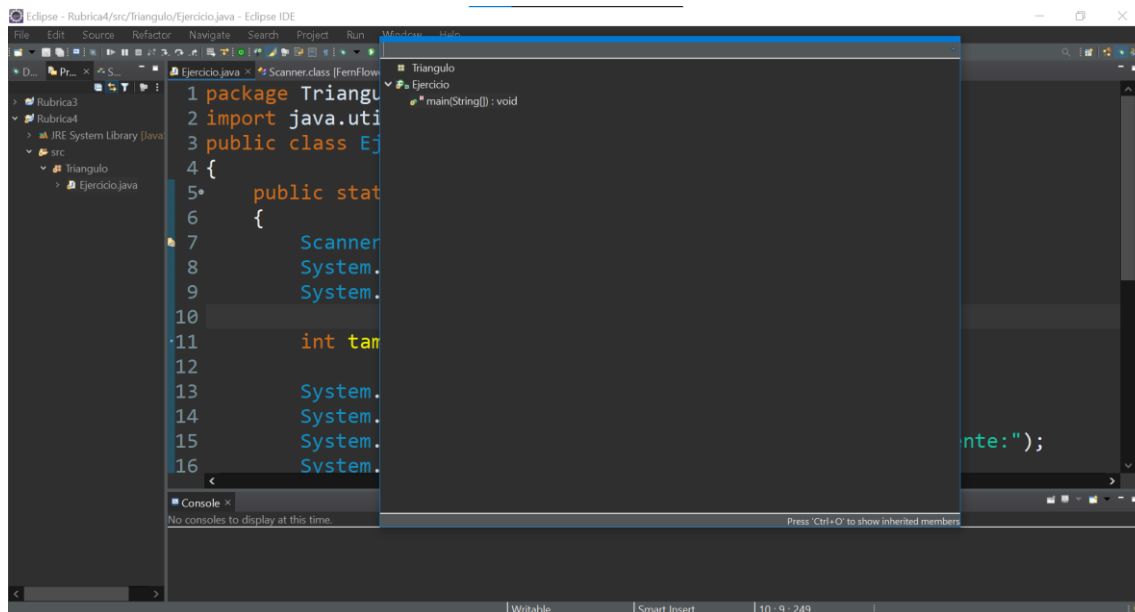 Eclipse - Rubrica4/src/Triangulo/Ejercicio.java - Eclipse IDE
File Edit Source Refactor Navigate Search Project Run Window Help
D... Pr... × S...
Ejercicio.java × Scanner.class [FernFlow
Rubrica3
Rubrica4
JRE System Library [Java
src
Triangulo
Ejercicio.java
1 package Triangu
2 import java.uti
3 public class Ej
4 {
5 public stat
6 {
7 Scanner
8 System.
9 System.
10
11 int tam
12
13 System.
14 System.
15 System. nte:");
16 System.
Triangulo
Ejercicio
main(String[]) : void
Press 'Ctrl+O' to show inherited members
Console ×
No consoles to display at this time.
Writable Smart Insert 10 : 9 : 249